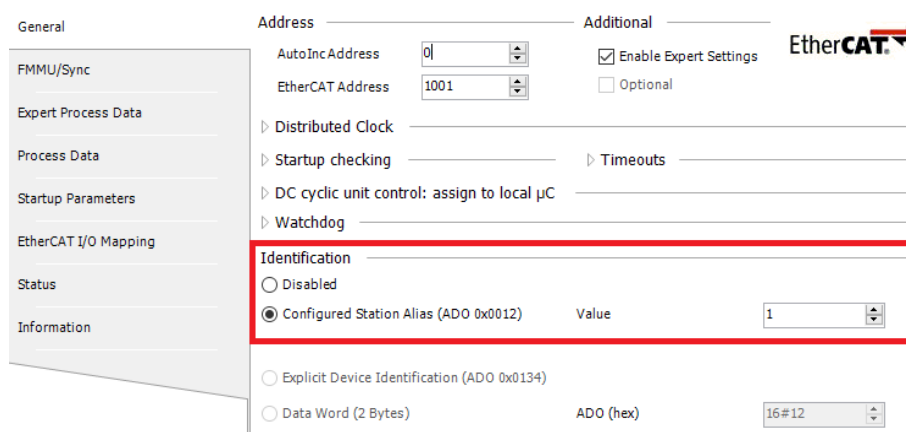 General
FMMU/Sync
Expert Process Data
Process Data
Startup Parameters
EtherCAT I/O Mapping
Status
Information
Address
AutoInc Address 0
EtherCAT Address 1001
Additional
Enable Expert Settings
Optional
EtherCAT.
Distributed Clock
Startup checking
Timeouts
DC cyclic unit control: assign to local µC
Watchdog
Identification
Disabled
Configured Station Alias (ADO 0x0012) Value 1
Explicit Device Identification (ADO 0x0134)
Data Word (2 Bytes) ADO (hex) 16#12